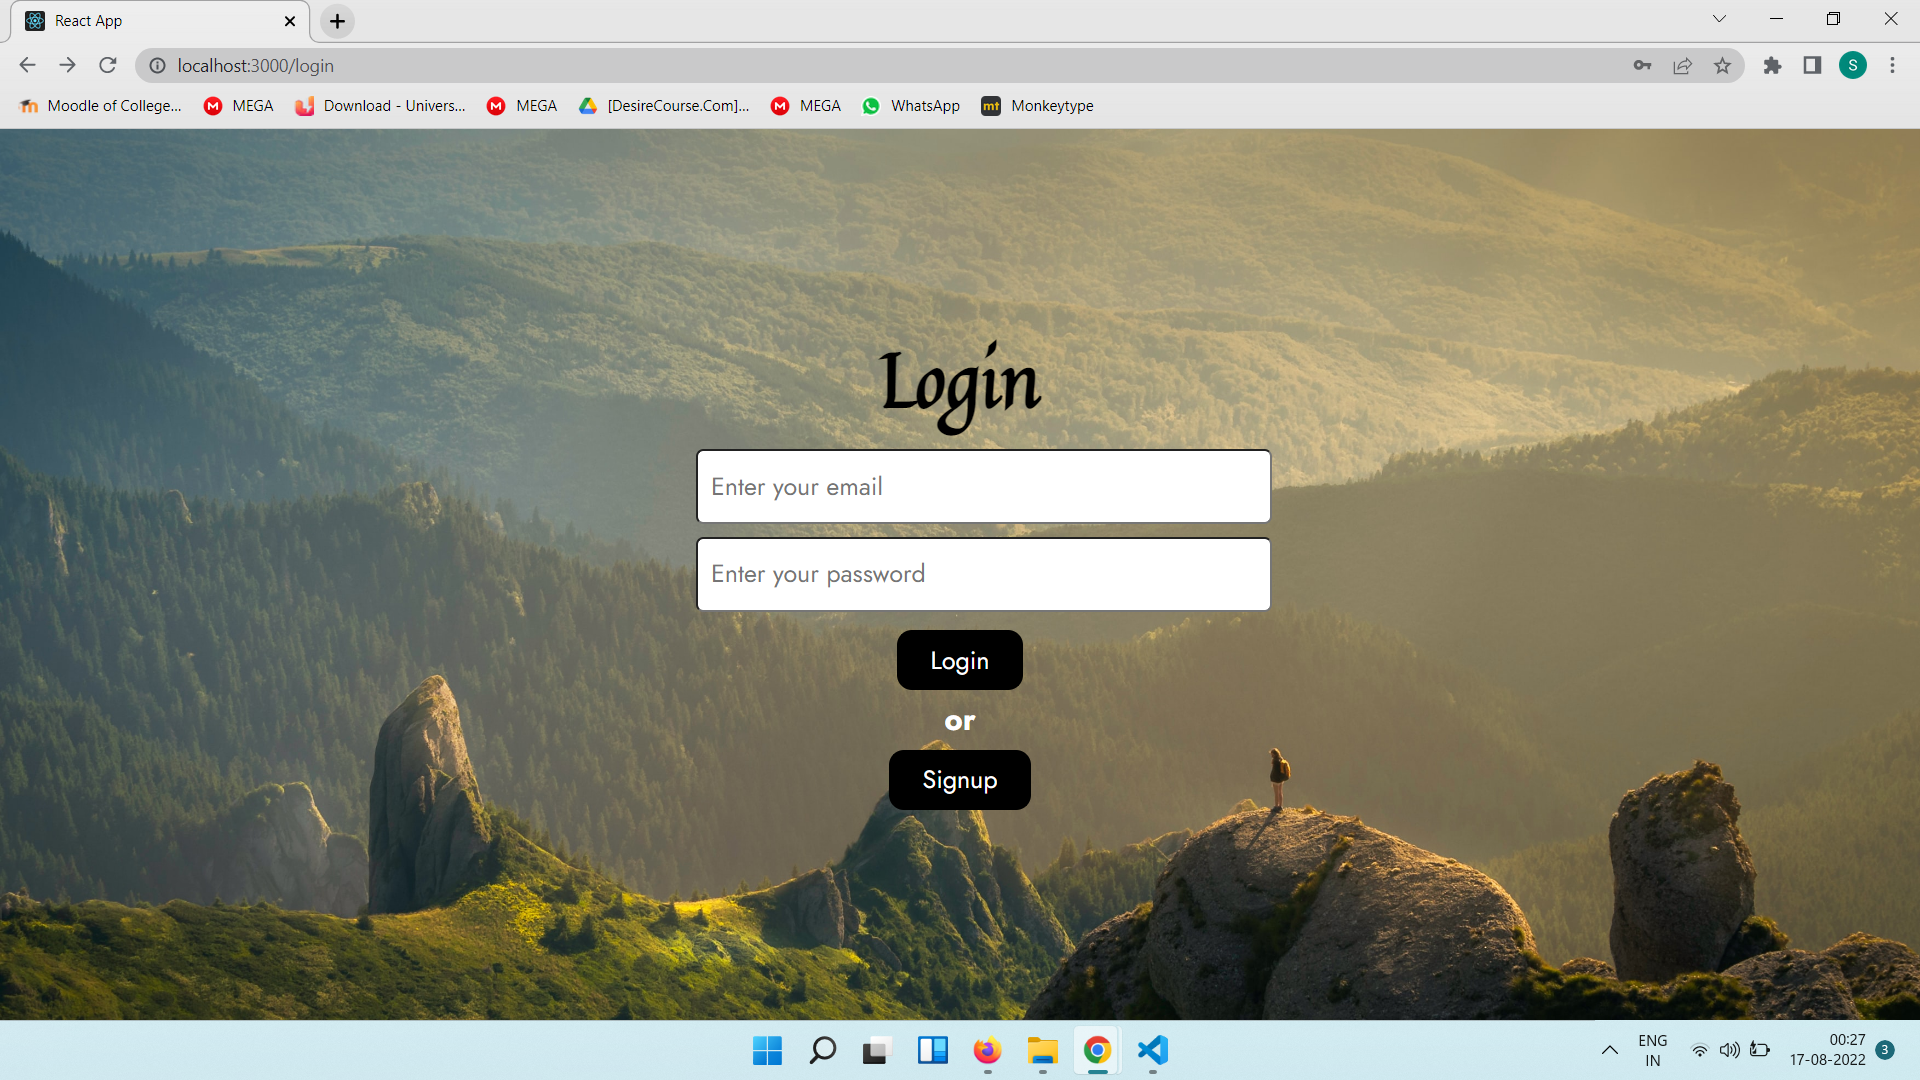 React App
localhost:3000/login
S
Moodle of College... MEGA Download - Univers... MEGA [DesireCourse.Com]... MEGA WhatsApp mt Monkeytype
Login
Enter your email
Enter your password
Login
or
Signup
ENG
IN
00:27
17-08-2022
3